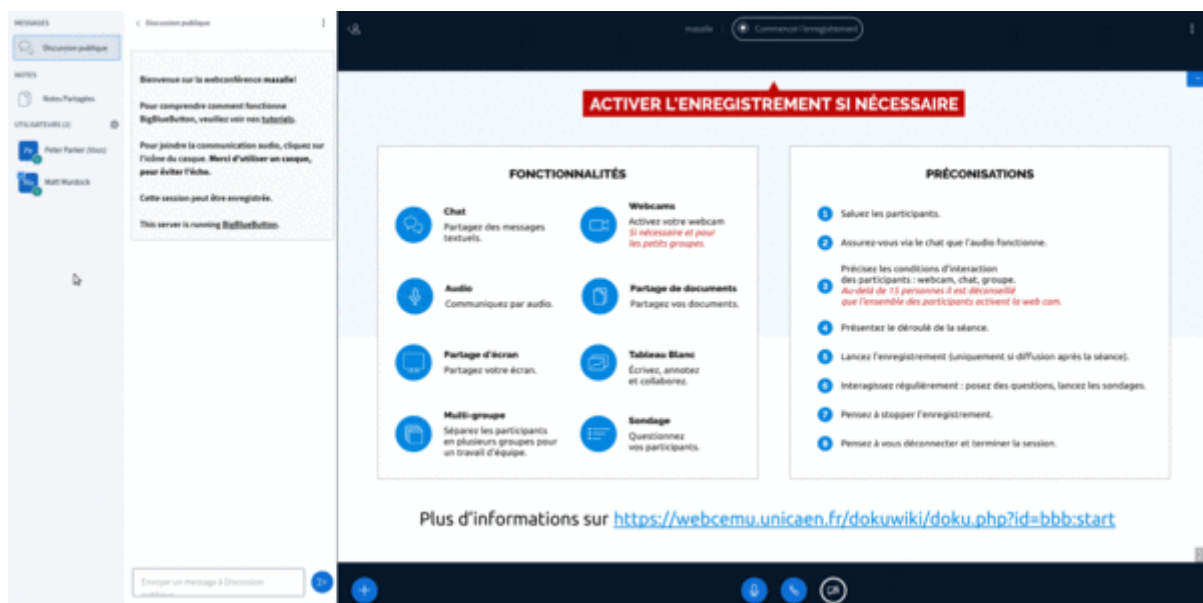 MESSAGES
Discussion publique
NOTES
Notes Partagées
UTILISATEURS (2)
Pe
Peter Parker (Vous)
Matt Murdock
Discussion publique
Bienvenue sur la webconférence masalle!
Pour comprendre comment fonctionne
BigBlueButton, veuillez voir nos tutoriels.
Pour joindre la communication audio, cliquez sur
l'icône du casque. Merci d'utiliser un casque,
pour éviter l'écho.
Cette session peut être enregistrée.
This server is running BigBlueButton.
Envoyer un message à Discussion
masalle
Commencer l'enregistrement
ACTIVER L'ENREGISTREMENT SI NÉCESSAIRE
FONCTIONNALITÉS
Chat
Partagez des messages
textuels.
Webcams
Activez votre webcam
Si nécessaire et pour
les petits groupes.
Audio
Communiquez par audio.
Partage de documents
Partagez vos documents.
Partage d'écran
Partagez votre écran.
Tableau Blanc
Écrivez, annotez
et collaborez.
Multi-groupe
Séparez les participants
en plusieurs groupes pour
un travail d'équipe.
Sondage
Questionnez
vos participants.
PRÉCONISATIONS
1 Saluez les participants.
2 Assurez-vous via le chat que l'audio fonctionne.
3 Précisez les conditions d'interaction
des participants : webcam, chat, groupe.
Au-delà de 15 personnes il est déconseillé
que l'ensemble des participants activent la web cam.
4 Présentez le déroulé de la séance.
5 Lancez l'enregistrement (uniquement si diffusion après la séance).
6 Interagissez régulièrement : posez des questions, lancez les sondages.
7 Pensez à stopper l'enregistrement.
8 Pensez à vous déconnecter et terminer la session.
Plus d'informations sur https://webcemu.unicaen.fr/dokuwiki/doku.php?id=bbb:start